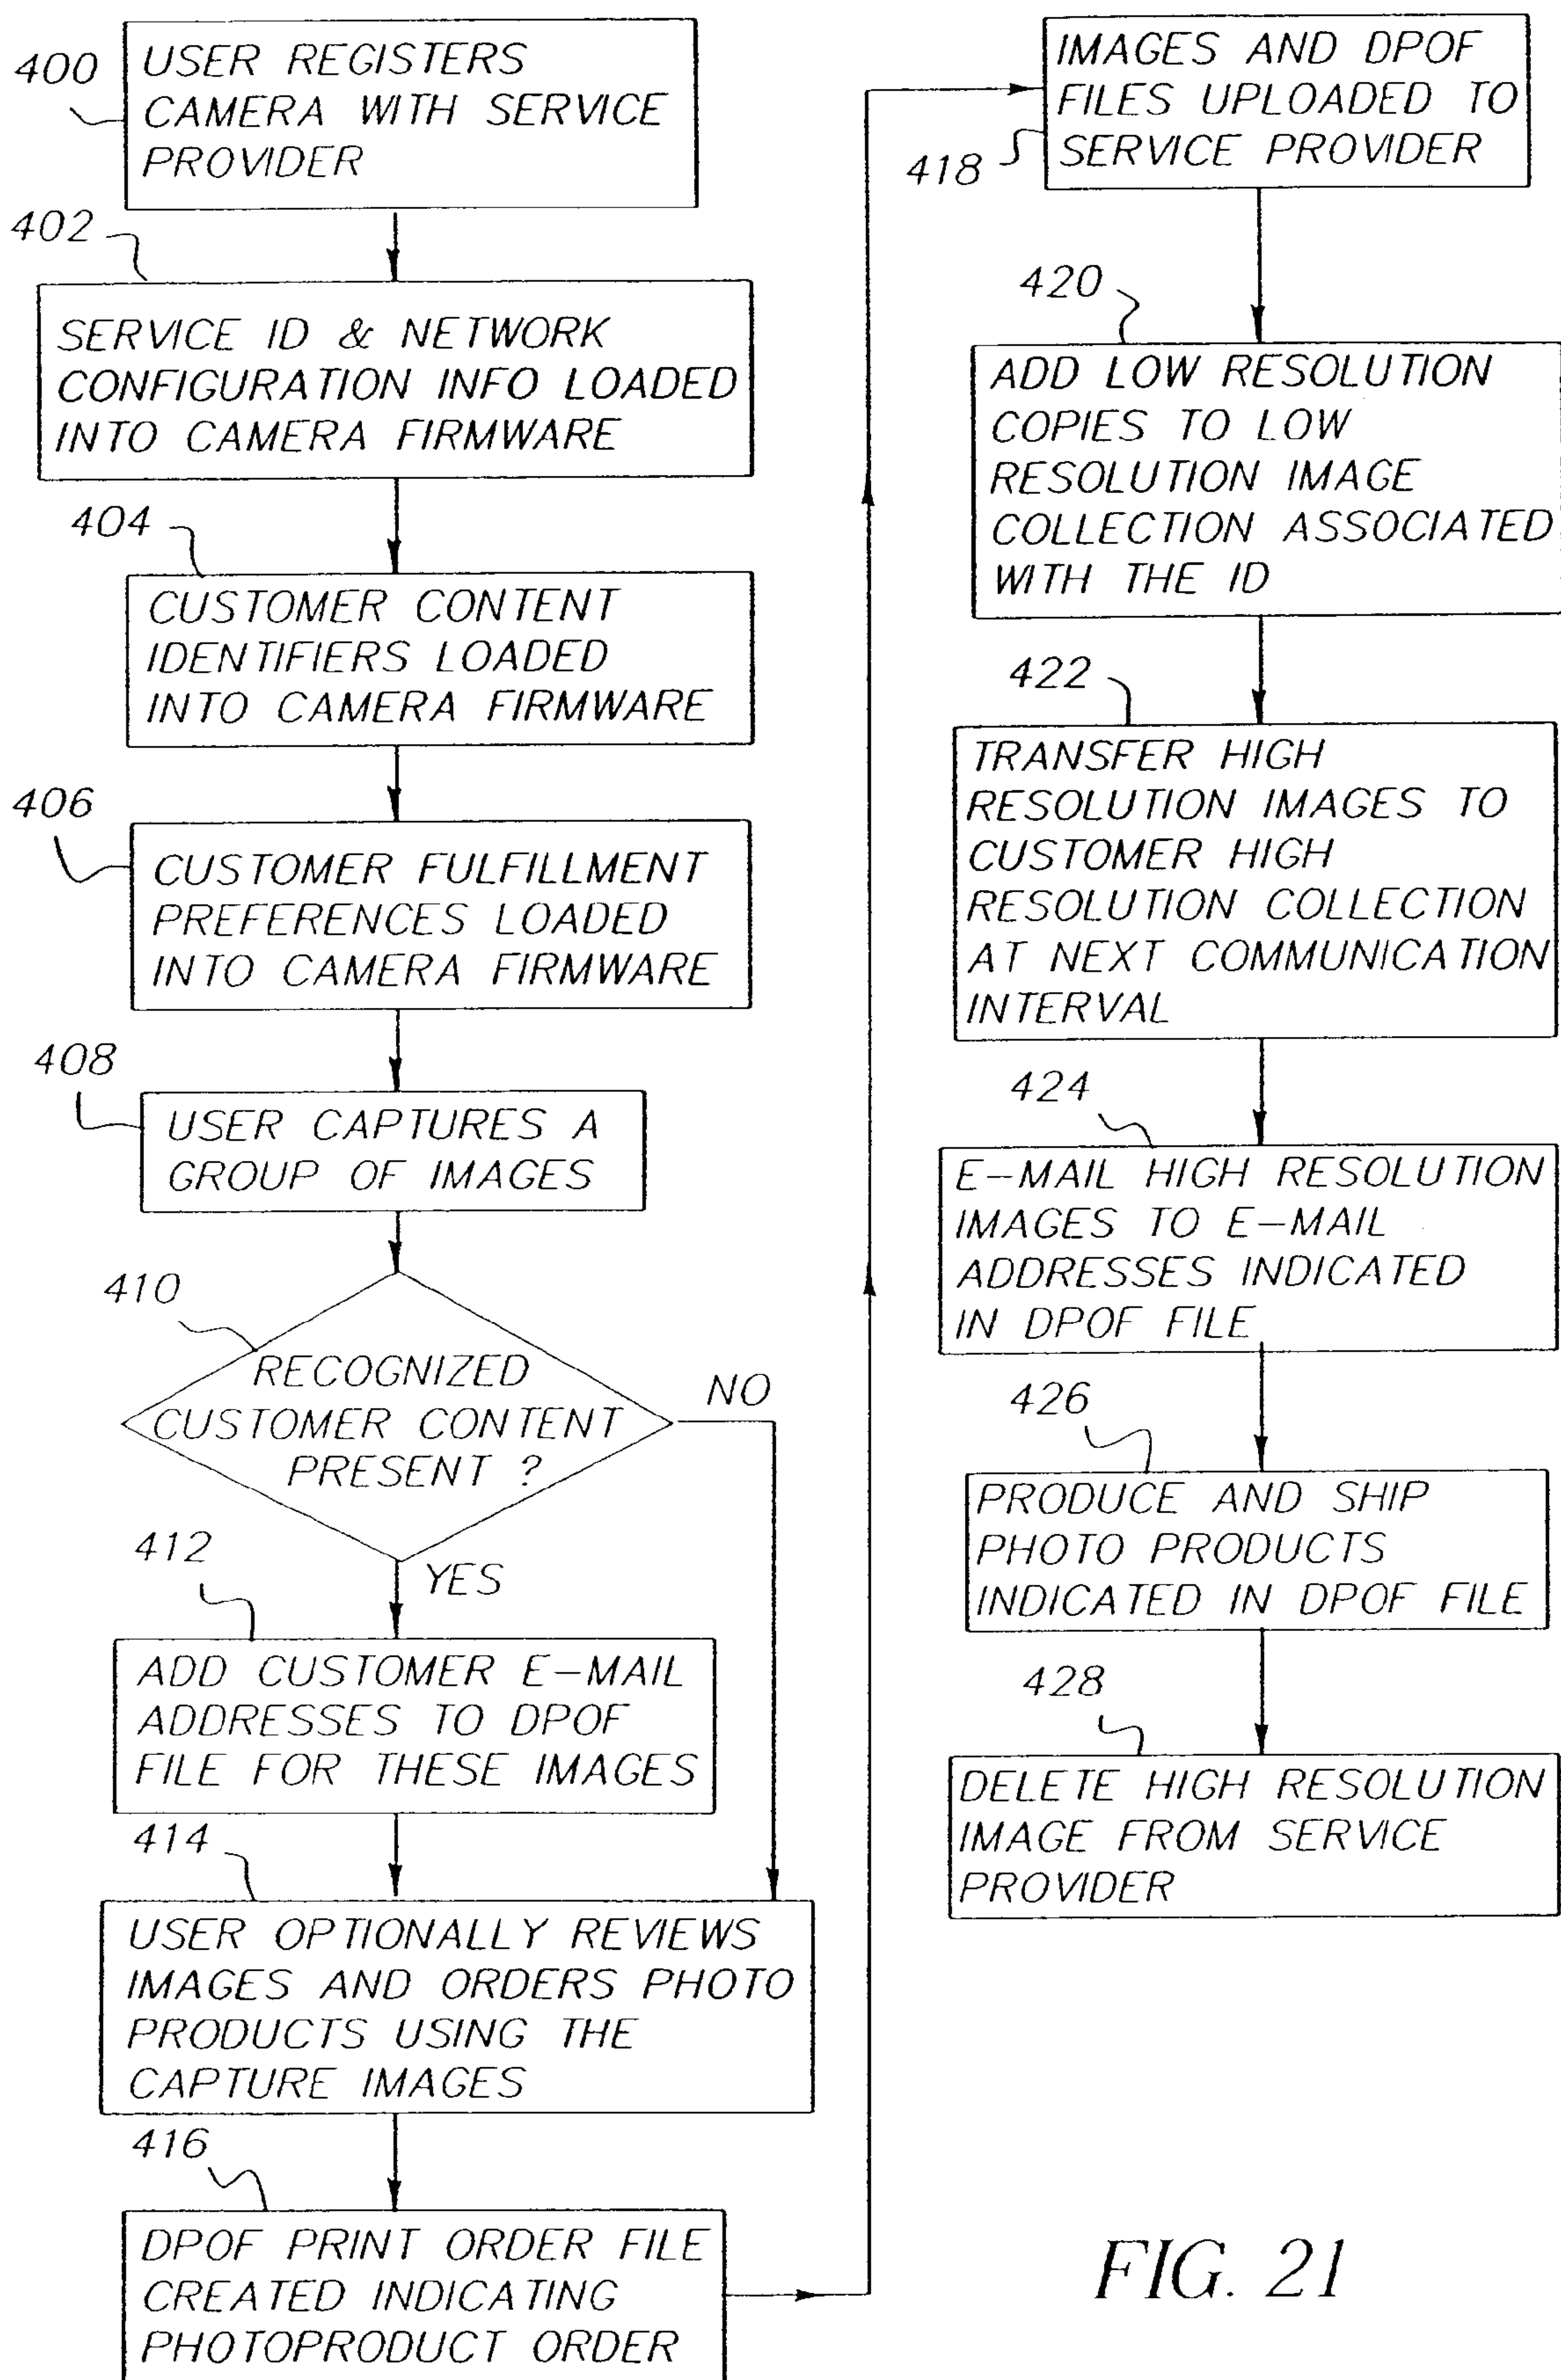 400
USER REGISTERS
CAMERA WITH SERVICE
PROVIDER
402
SERVICE ID & NETWORK
CONFIGURATION INFO LOADED
INTO CAMERA FIRMWARE
404
CUSTOMER CONTENT
IDENTIFIERS LOADED
INTO CAMERA FIRMWARE
406
CUSTOMER FULFILLMENT
PREFERENCES LOADED
INTO CAMERA FIRMWARE
408
USER CAPTURES A
GROUP OF IMAGES
410
RECOGNIZED
CUSTOMER CONTENT
PRESENT ?
NO
YES
412
ADD CUSTOMER E-MAIL
ADDRESSES TO DPOF
FILE FOR THESE IMAGES
414
USER OPTIONALLY REVIEWS
IMAGES AND ORDERS PHOTO
PRODUCTS USING THE
CAPTURE IMAGES
416
DPOF PRINT ORDER FILE
CREATED INDICATING
PHOTOPRODUCT ORDER
IMAGES AND DPOF
FILES UPLOADED TO
SERVICE PROVIDER
418
420
ADD LOW RESOLUTION
COPIES TO LOW
RESOLUTION IMAGE
COLLECTION ASSOCIATED
WITH THE ID
422
TRANSFER HIGH
RESOLUTION IMAGES TO
CUSTOMER HIGH
RESOLUTION COLLECTION
AT NEXT COMMUNICATION
INTERVAL
424
E-MAIL HIGH RESOLUTION
IMAGES TO E-MAIL
ADDRESSES INDICATED
IN DPOF FILE
426
PRODUCE AND SHIP
PHOTO PRODUCTS
INDICATED IN DPOF FILE
428
DELETE HIGH RESOLUTION
IMAGE FROM SERVICE
PROVIDER
FIG. 21